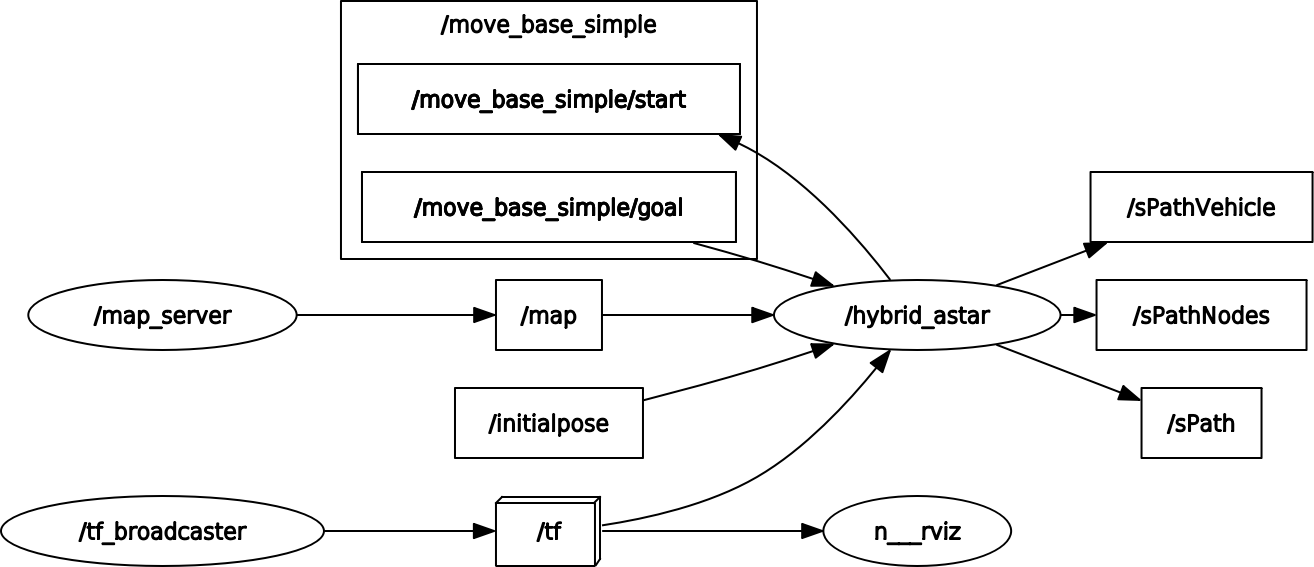 /move_base_simple
/move_base_simple/start
/move_base_simple/goal
/sPathVehicle
/map_server
/map
/hybrid_astar
/sPathNodes
/initialpose
/sPath
/tf_broadcaster
/tf
n___rviz